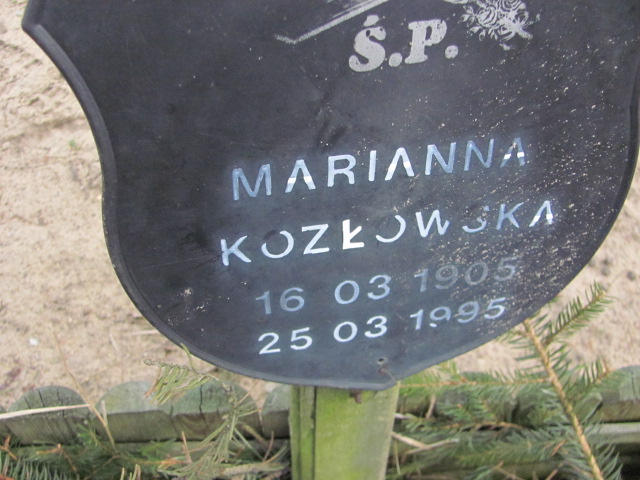 Ś.P.
MARIANNA
KOZŁOWSKA
16 03 1905
25 03 1995